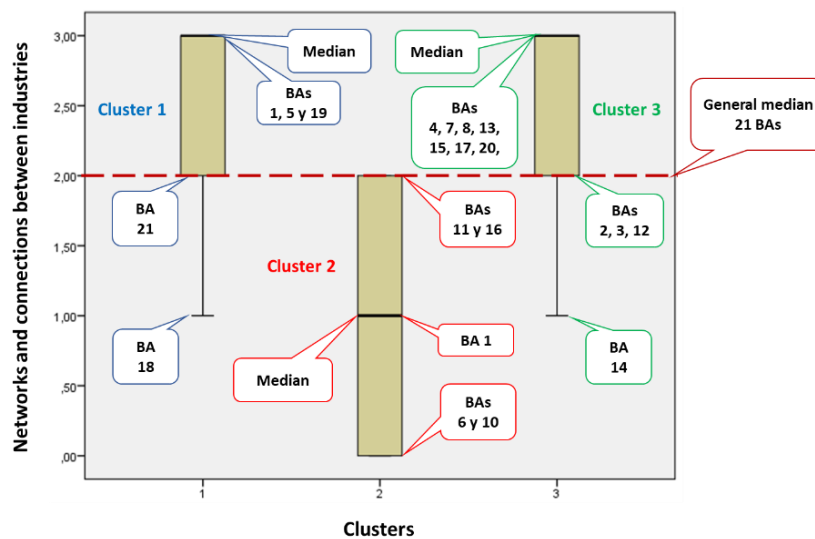 Networks and connections between industries
3,00
2,50
2,00
1,50
1,00
,50
,00
Cluster 1
Median
BAs
1, 5 y 19
BA
21
BA
18
Cluster 2
Median
BAs
11 y 16
BA 1
BAs
6 y 10
Median
BAs
4, 7, 8, 13,
15, 17, 20,
Cluster 3
General median
21 BAs
BAs
2, 3, 12
BA
14
1
2
3
Clusters